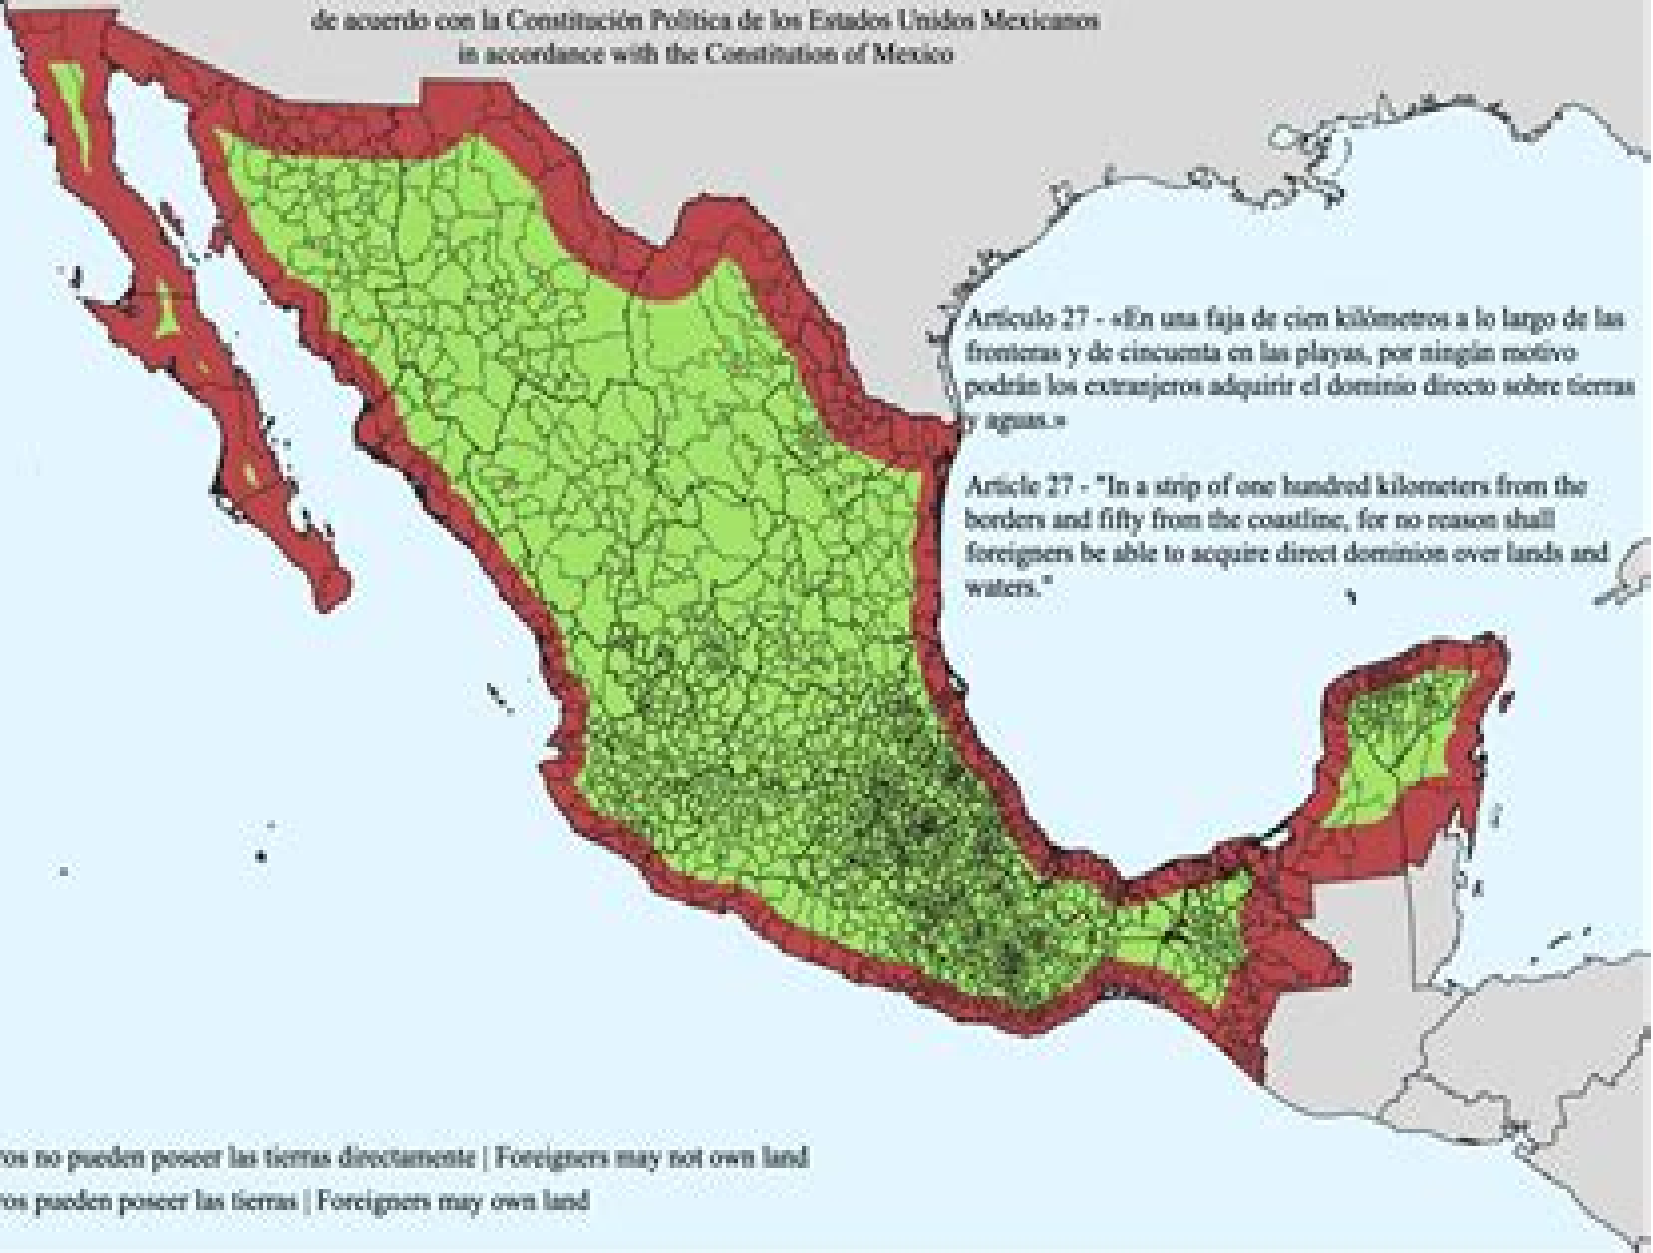 de acuerdo con la Constitución Política de los Estados Unidos Mexicanos
in accordance with the Constitution of Mexico
Artículo 27 - «En una faja de cien kilómetros a lo largo de las
fronteras y de cincuenta en las playas, por ningún motivo
podrán los extranjeros adquirir el dominio directo sobre tierras
y aguas.»
Article 27 - "In a strip of one hundred kilometers from the
borders and fifty from the coastline, for no reason shall
foreigners be able to acquire direct dominion over lands and
waters."
ros no pueden poseer las tierras directamente | Foreigners may not own land
ros pueden poseer las tierras | Foreigners may own land